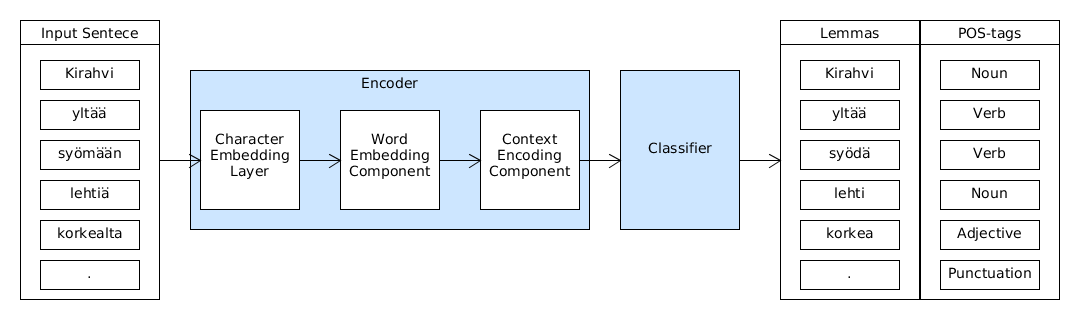 Input Sentece
Kirahvi
yltää
syömään
lehtiä
korkealta
.
Encoder
Character
Embedding
Layer
Word
Embedding
Component
Context
Encoding
Component
Classifier
Lemmas
Kirahvi
yltää
syödä
lehti
korkea
.
POS-tags
Noun
Verb
Verb
Noun
Adjective
Punctuation